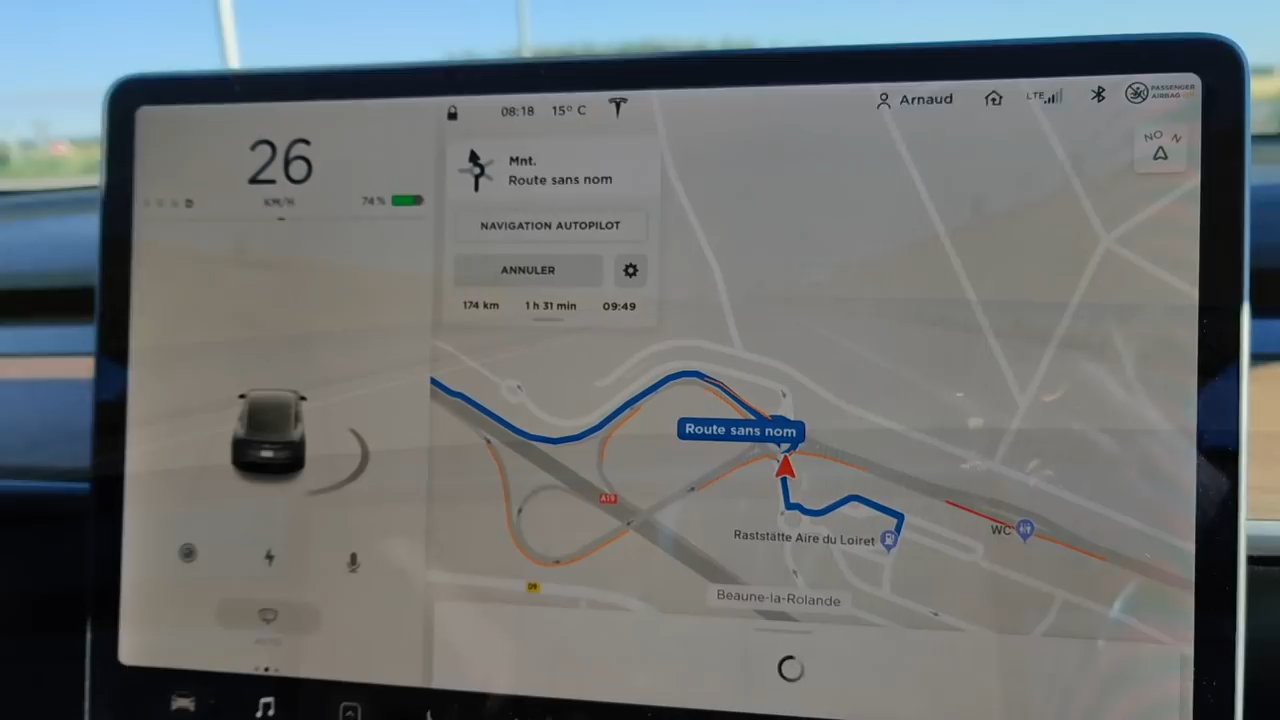 26
KM/H
74 %
08:18
15° C
Arnaud
LTE
PASSENGER
AIRBAG
NO N
Mnt.
Route sans nom
NAVIGATION AUTOPILOT
ANNULER
174 km
1 h 31 min
09:49
Route sans nom
A19
WC
Raststätte Aire du Loiret
D9
Beaune-la-Rolande
AUTO